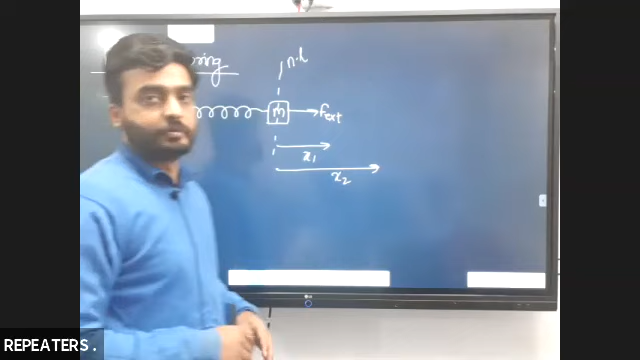 n.l
m
Fext
x₁
x₂
REPEATERS.